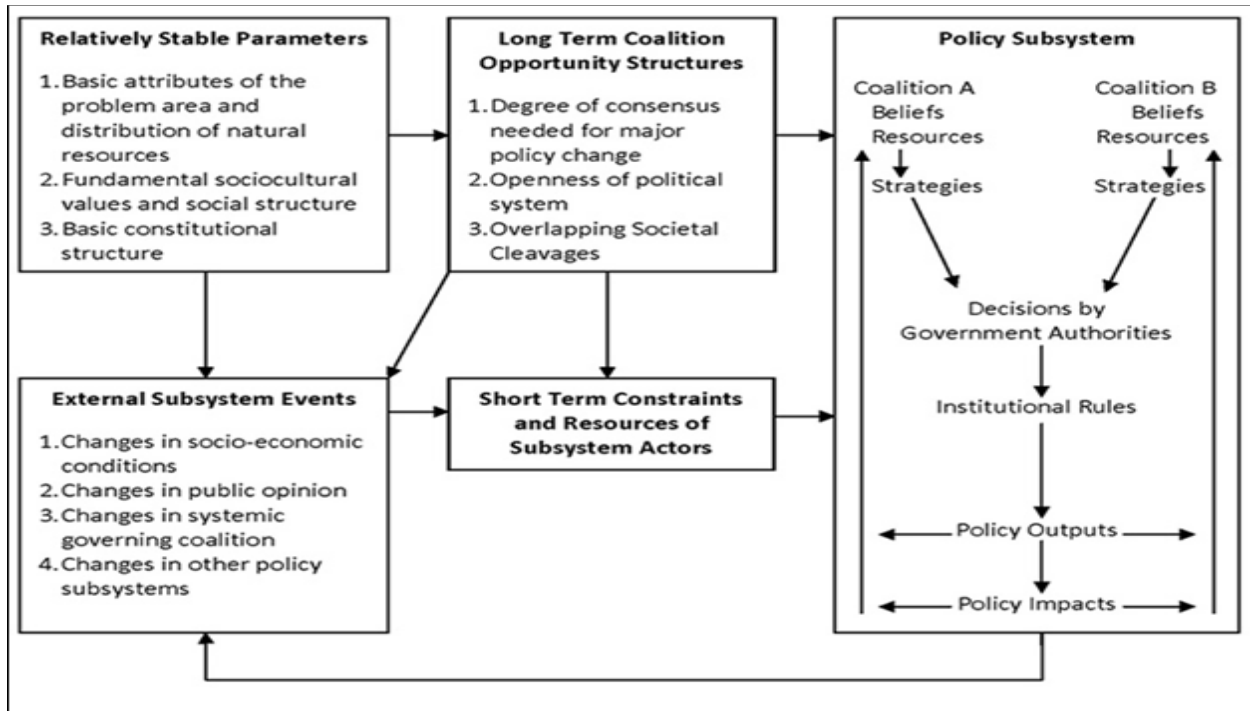 Relatively Stable Parameters
1. Basic attributes of the
problem area and
distribution of natural
resources
2. Fundamental sociocultural
values and social structure
3. Basic constitutional
structure
Long Term Coalition
Opportunity Structures
1. Degree of consensus
needed for major
policy change
2. Openness of political
system
3. Overlapping Societal
Cleavages
External Subsystem Events
1. Changes in socio-economic
conditions
2. Changes in public opinion
3. Changes in systemic
governing coalition
4. Changes in other policy
subsystems
Short Term Constraints
and Resources of
Subsystem Actors
Policy Subsystem
Coalition A
Beliefs
Resources
Strategies
Coalition B
Beliefs
Resources
Strategies
Decisions by
Government Authorities
Institutional Rules
Policy Outputs
Policy Impacts